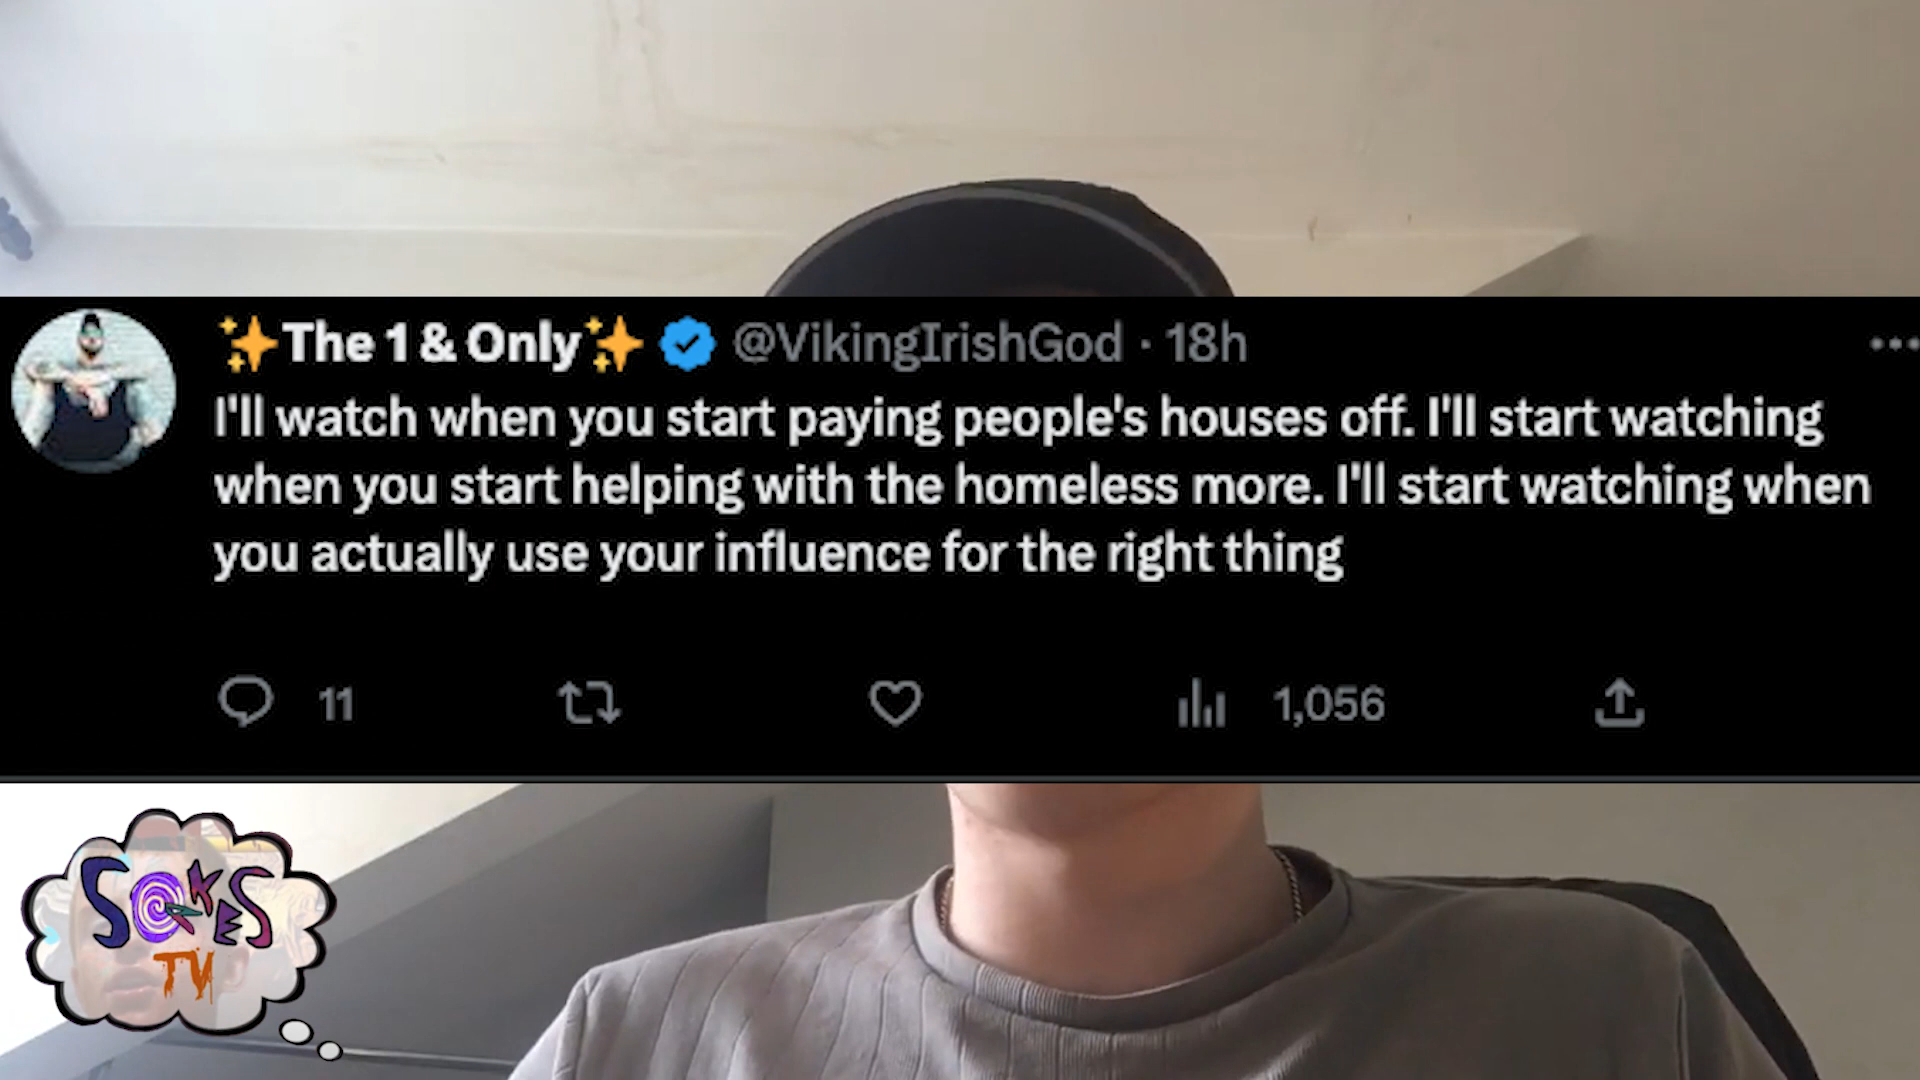 ✨The 1 & Only✨ @VikingIrishGod · 18h
I'll watch when you start paying people's houses off. I'll start watching
when you start helping with the homeless more. I'll start watching when
you actually use your influence for the right thing
11 1,056
TV